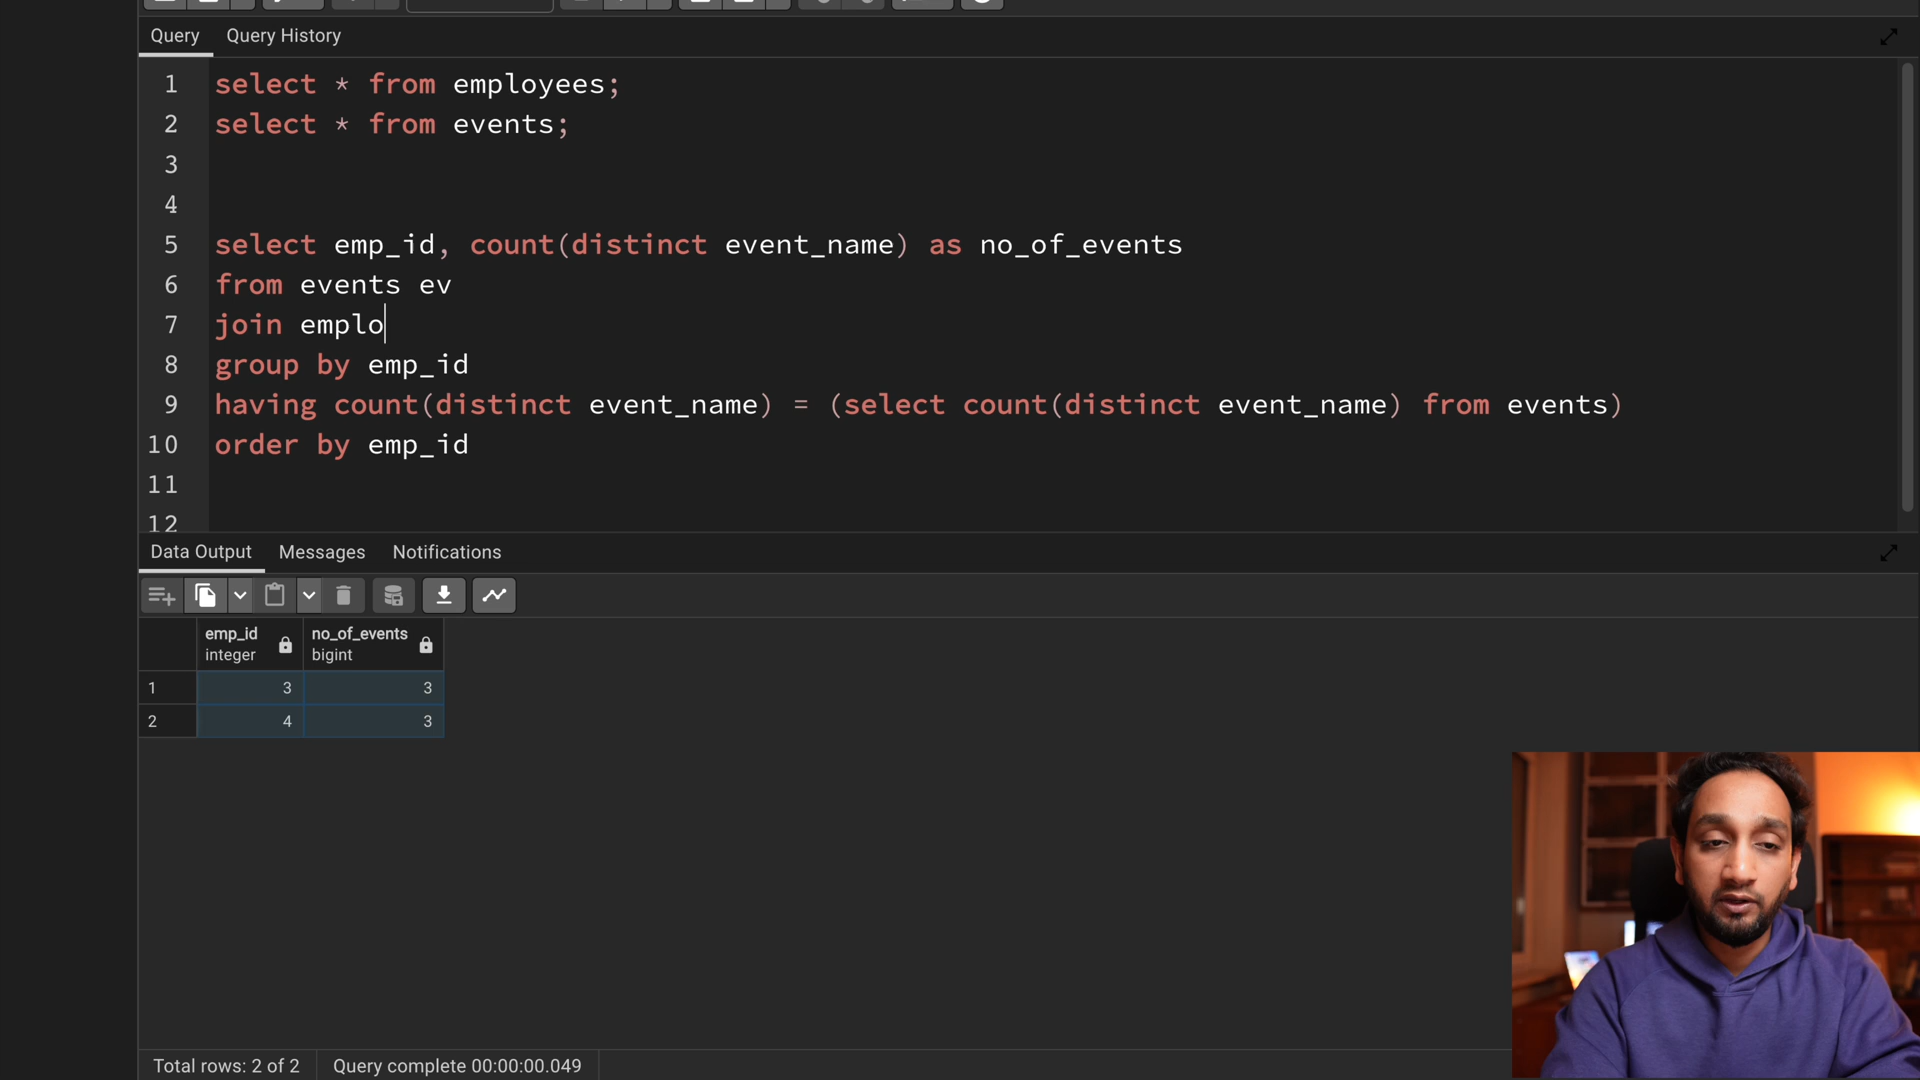 Query Query History
1 select * from employees;
2 select * from events;
3
4
5 select emp_id, count(distinct event_name) as no_of_events
6 from events ev
7 join emplo
8 group by emp_id
9 having count(distinct event_name) = (select count(distinct event_name) from events)
10 order by emp_id
11
12
Data Output Messages Notifications
emp_id no_of_events
integer bigint
1 3 3
2 4 3
Total rows: 2 of 2 Query complete 00:00:00.049